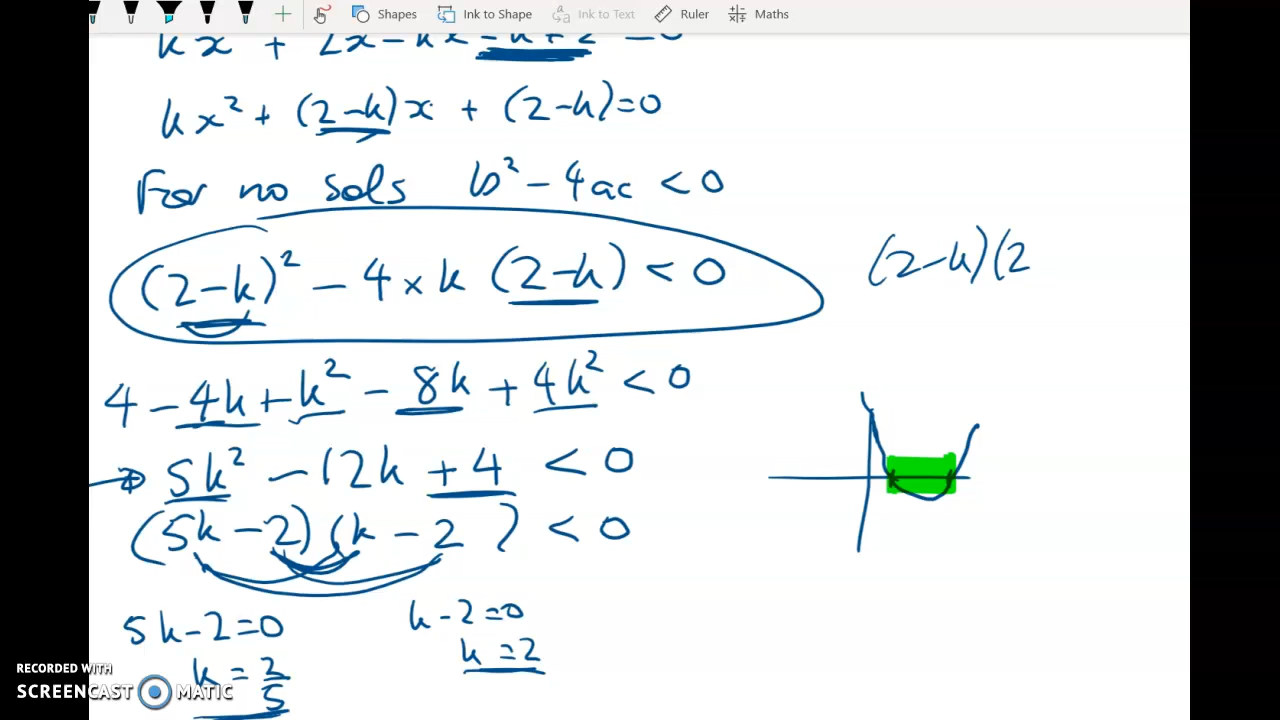 Shapes Ink to Shape Ink to Text Ruler Maths
kx² + (2-k)x + (2-k)=0
For no sols b² - 4ac < 0
(2-k)² - 4 × k (2-k) < 0
(2-k)(2
4 - 4k + k² - 8k + 4k² < 0
→ 5k² - 12k + 4 < 0
(5k - 2)(k - 2) < 0
5k-2=0
k = 2/5
k-2=0
k = 2
RECORDED WITH
SCREENCAST MATIC